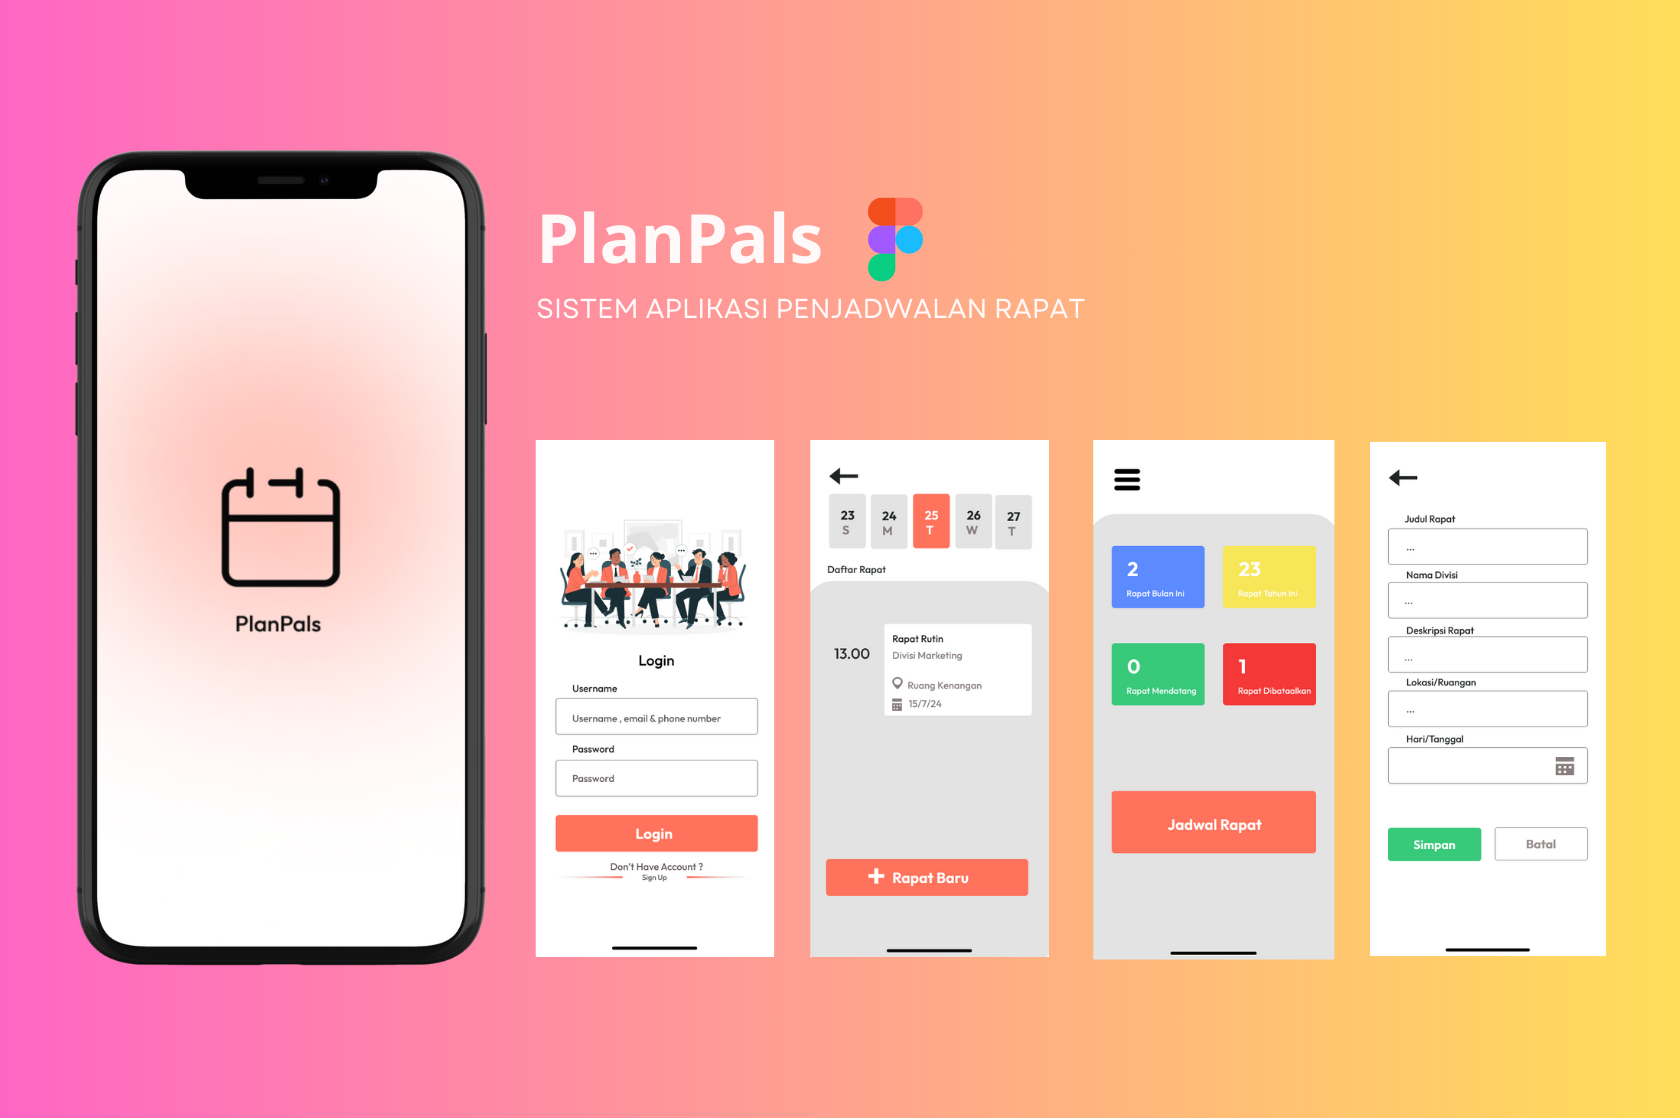 PlanPals
PlanPals
SISTEM APLIKASI PENJADWALAN RAPAT
Login
Username
Username , email & phone number
Password
Password
Login
Don't Have Account ?
Sign Up
23 24 25 26 27
S M T W T
Daftar Rapat
13.00
Rapat Rutin
Divisi Marketing
Ruang Kenangan
15/7/24
+ Rapat Baru
2
Rapat Bulan Ini
23
Rapat Tahun Ini
0
Rapat Mendatang
1
Rapat Dibataalkan
Jadwal Rapat
Judul Rapat
...
Nama Divisi
...
Deskripsi Rapat
...
Lokasi/Ruangan
...
Hari/Tanggal
Simpan
Batal